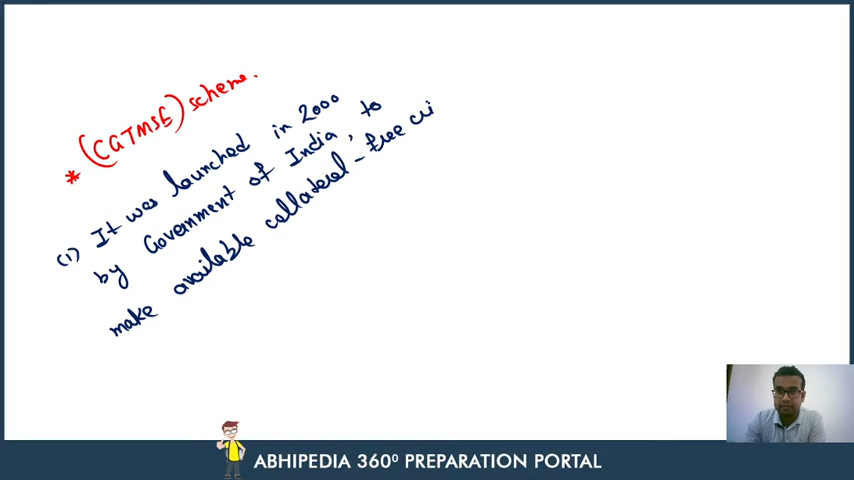 * (CGTMSE) scheme.
(1) It was launched in 2000
by Government of India, to
make available collateral-free
ABHIPEDIA 360⁰ PREPARATION PORTAL